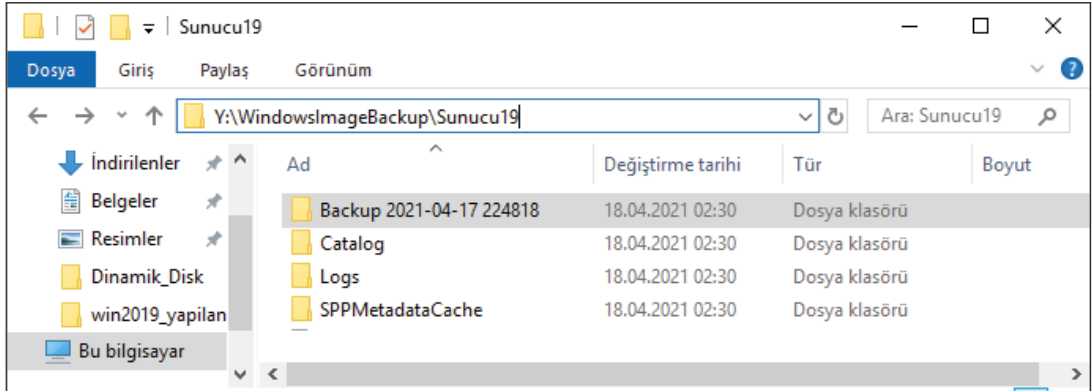 Sunucu19
Dosya Giriş Paylaş Görünüm
Y:\WindowsImageBackup\Sunucu19 Ara: Sunucu19
İndirilenler
Belgeler
Resimler
Dinamik_Disk
win2019_yapilan
Bu bilgisayar
Ad Değiştirme tarihi Tür Boyut
Backup 2021-04-17 224818 18.04.2021 02:30 Dosya klasörü
Catalog 18.04.2021 02:30 Dosya klasörü
Logs 18.04.2021 02:30 Dosya klasörü
SPPMetadataCache 18.04.2021 02:30 Dosya klasörü